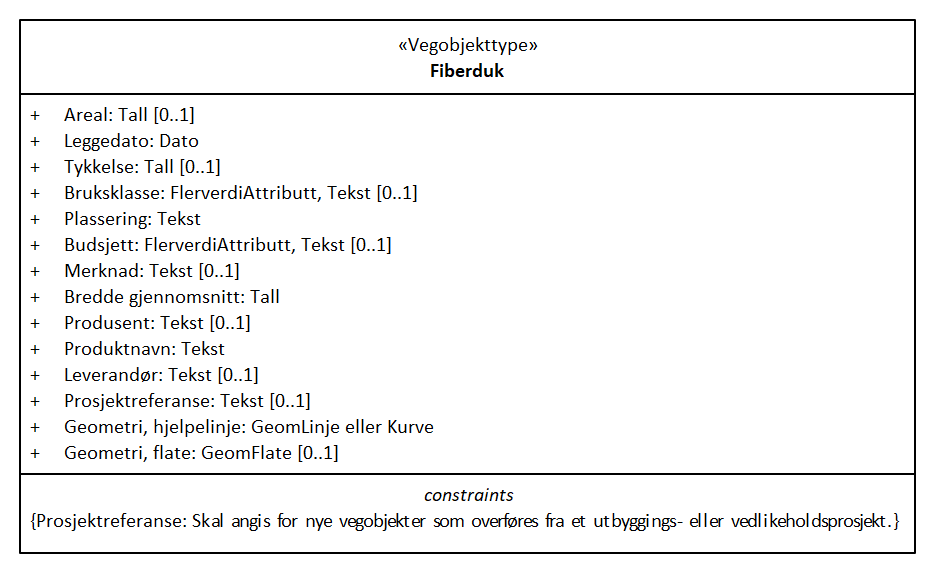 «Vegobjekttype»
Fiberduk
+ Areal: Tall [0..1]
+ Leggedato: Dato
+ Tykkelse: Tall [0..1]
+ Bruksklasse: FlerverdiAttributt, Tekst [0..1]
+ Plassering: Tekst
+ Budsjett: FlerverdiAttributt, Tekst [0..1]
+ Merknad: Tekst [0..1]
+ Bredde gjennomsnitt: Tall
+ Produsent: Tekst [0..1]
+ Produktnavn: Tekst
+ Leverandør: Tekst [0..1]
+ Prosjektreferanse: Tekst [0..1]
+ Geometri, hjelpelinje: GeomLinje eller Kurve
+ Geometri, flate: GeomFlate [0..1]
constraints
{Prosjektreferanse: Skal angis for nye vegobjekter som overføres fra et utbyggings- eller vedlikeholdsprosjekt.}